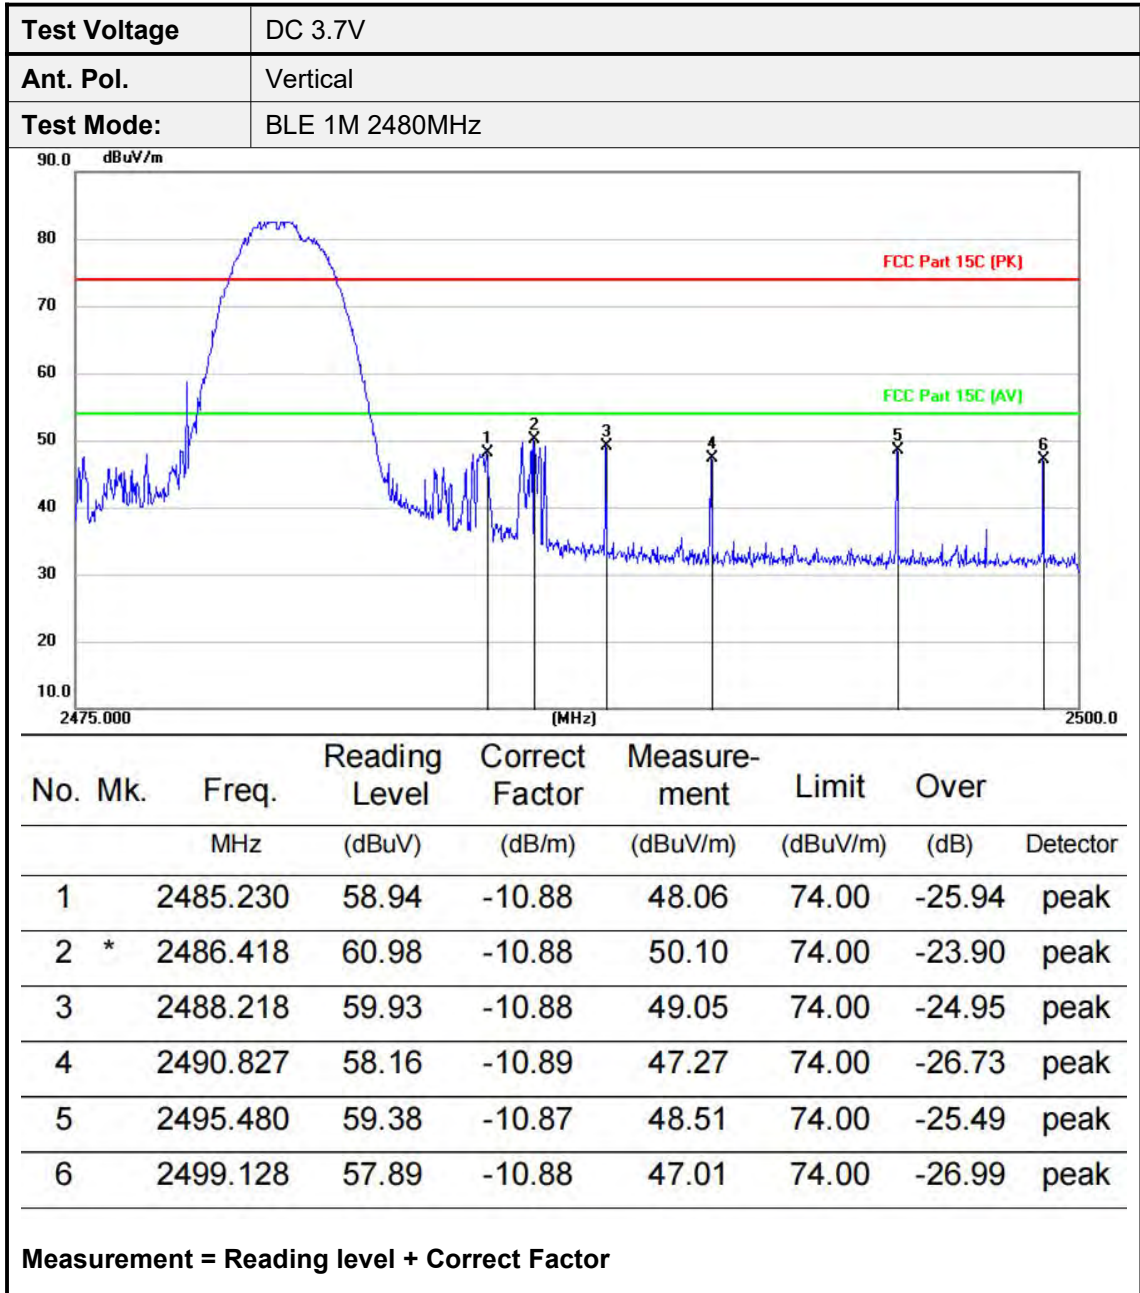 Test Voltage DC 3.7V
Ant. Pol. Vertical
Test Mode: BLE 1M 2480MHz
90.0 dBuV/m
80
FCC Part 15C (PK)
70
60
FCC Part 15C (AV)
50
1 2 3 4 5 6
40
30
20
10.0
2475.000 (MHz) 2500.0
No. Mk. Freq. Reading Level Correct Factor Measure-ment Limit Over
MHz (dBuV) (dB/m) (dBuV/m) (dBuV/m) (dB) Detector
1 2485.230 58.94 -10.88 48.06 74.00 -25.94 peak
2 * 2486.418 60.98 -10.88 50.10 74.00 -23.90 peak
3 2488.218 59.93 -10.88 49.05 74.00 -24.95 peak
4 2490.827 58.16 -10.89 47.27 74.00 -26.73 peak
5 2495.480 59.38 -10.87 48.51 74.00 -25.49 peak
6 2499.128 57.89 -10.88 47.01 74.00 -26.99 peak
Measurement = Reading level + Correct Factor